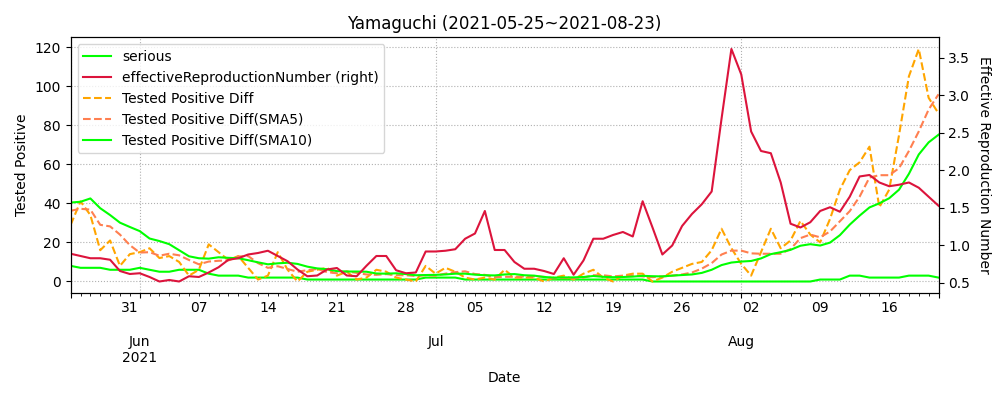 Yamaguchi (2021-05-25~2021-08-23)
serious
effectiveReproductionNumber (right)
Tested Positive Diff
Tested Positive Diff(SMA5)
Tested Positive Diff(SMA10)
Tested Positive
120
100
80
60
40
20
0
3.5
3.0
2.5
2.0
1.5
1.0
0.5
Effective Reproduction Number
31 07 14 21 28 05 12 19 26 02 09 16
Jun Jul Aug
2021
Date